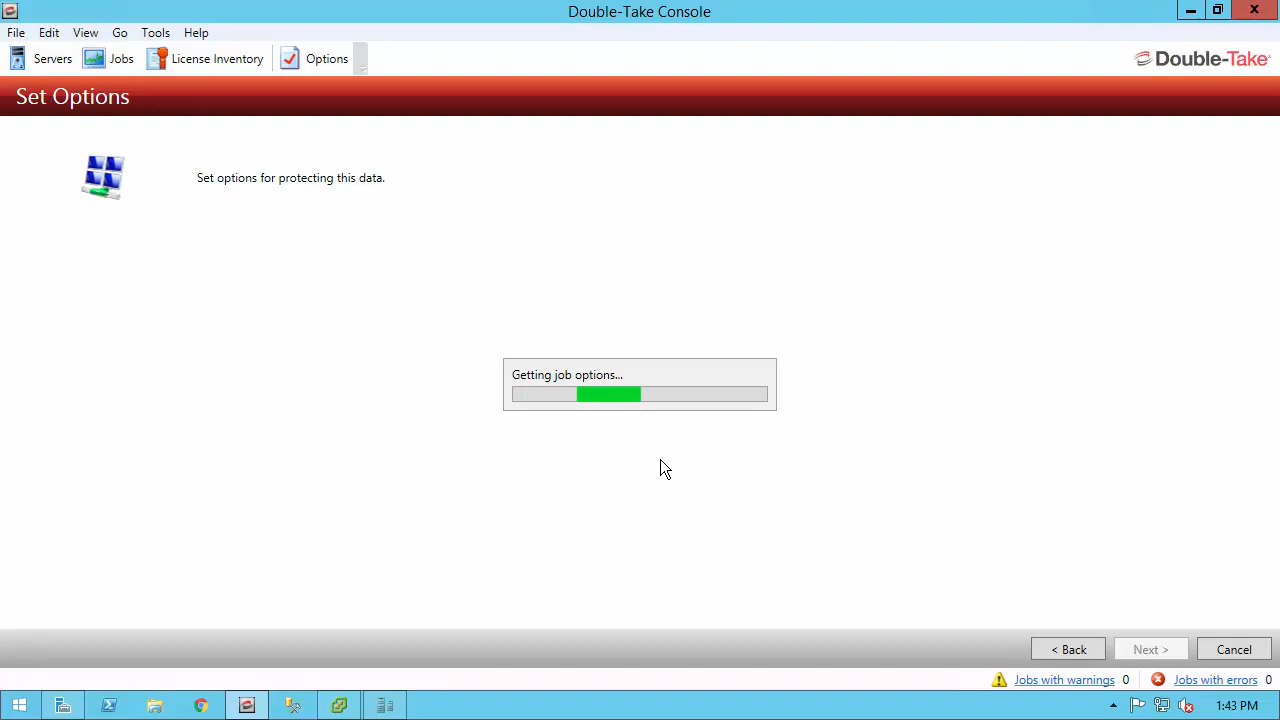 Double-Take Console
File Edit View Go Tools Help
Servers Jobs License Inventory Options
Double-Take
Set Options
Set options for protecting this data.
Getting job options...
< Back Next > Cancel
Jobs with warnings 0 Jobs with errors 0
1:43 PM